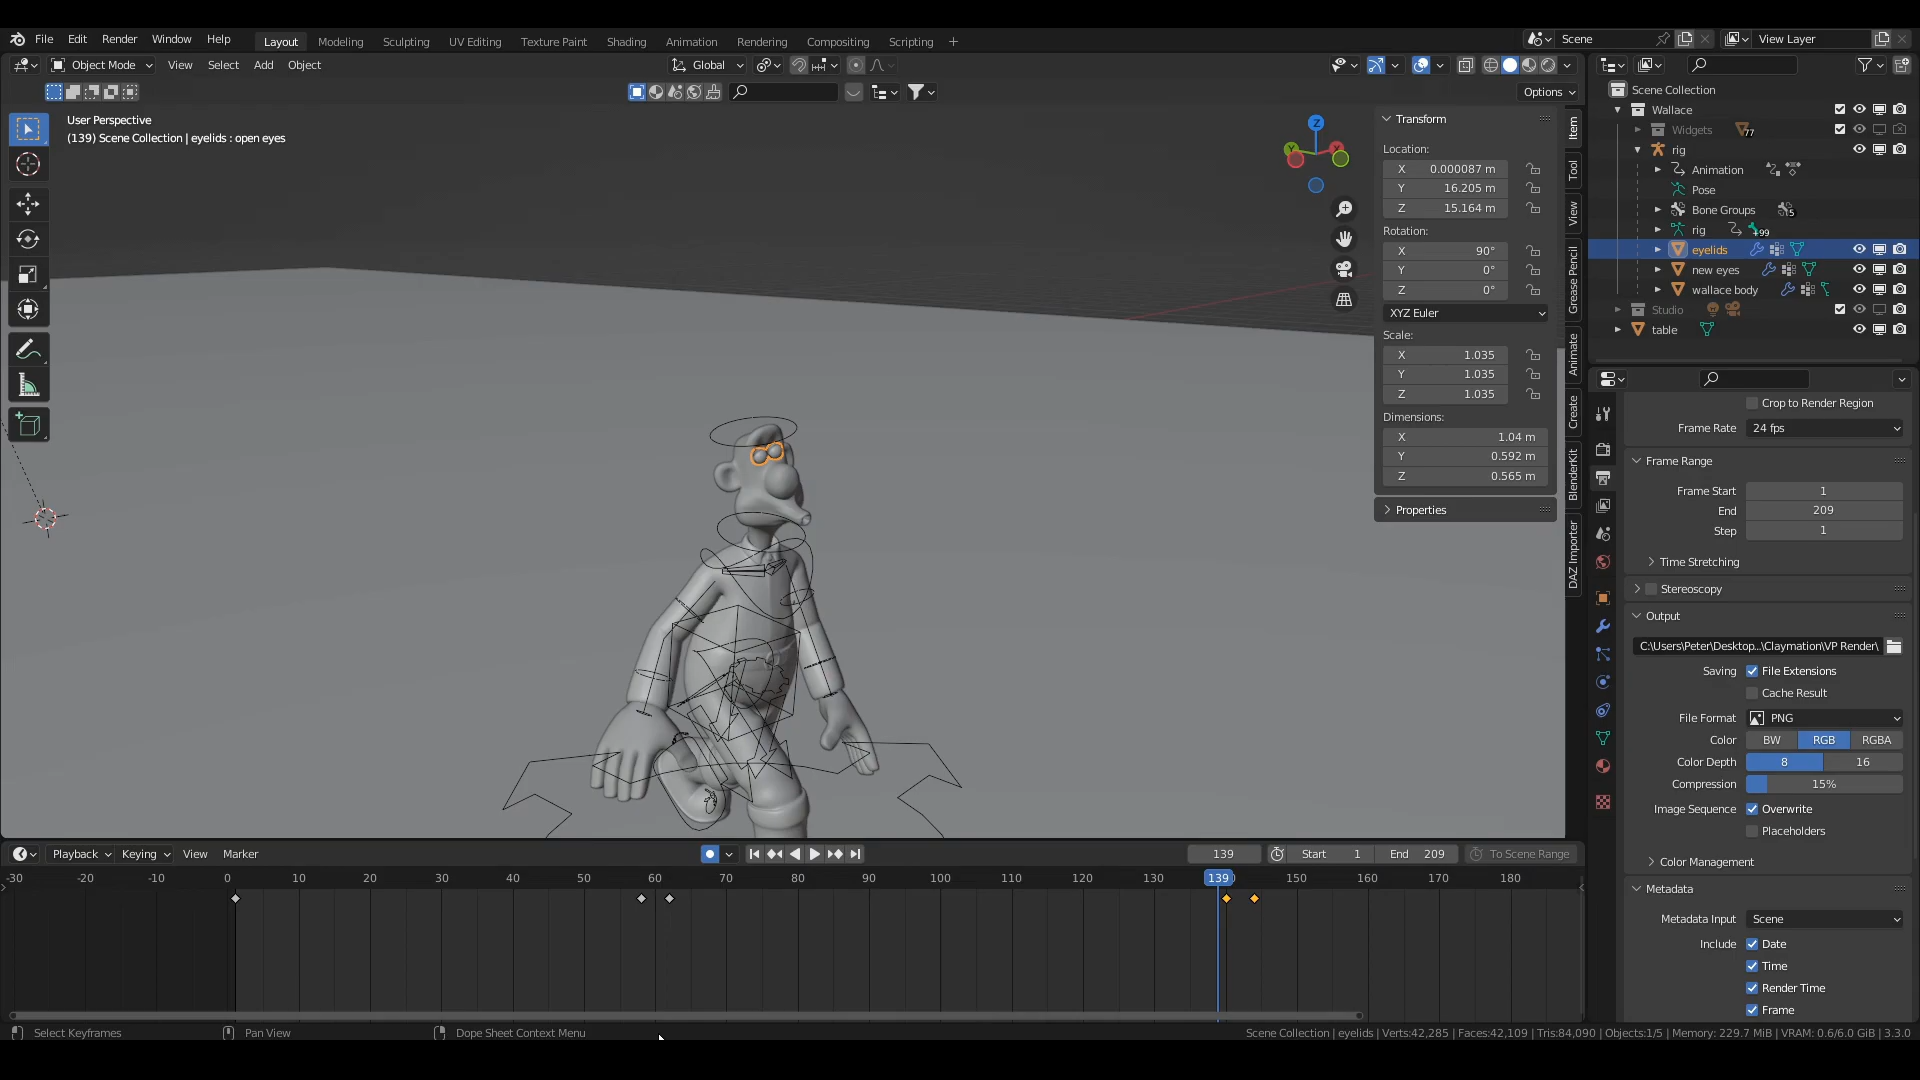 File Edit Render Window Help Layout Modeling Sculpting UV Editing Texture Paint Shading Animation Rendering Compositing Scripting + Scene View Layer
Object Mode View Select Add Object Global
Options
User Perspective
(139) Scene Collection | eyelids : open eyes
Z
Y
X
Transform
Location:
X 0.000087 m
Y 16.205 m
Z 15.164 m
Rotation:
X 90°
Y 0°
Z 0°
XYZ Euler
Scale:
X 1.035
Y 1.035
Z 1.035
Dimensions:
X 1.04 m
Y 0.592 m
Z 0.565 m
Properties
Item
Tool
View
Grease Pencil
Animate
Create
BlenderKit
DAZ Importer
Scene Collection
Wallace
Widgets 77
rig
Animation
Pose
Bone Groups 15
rig +99
eyelids
new eyes
wallace body
Studio
table
Crop to Render Region
Frame Rate 24 fps
Frame Range
Frame Start 1
End 209
Step 1
Time Stretching
Stereoscopy
Output
C:\Users\Peter\Desktop...\Claymation\VP Render\
Saving File Extensions
Cache Result
File Format PNG
Color BW RGB RGBA
Color Depth 8 16
Compression 15%
Image Sequence Overwrite
Placeholders
Color Management
Metadata
Metadata Input Scene
Include Date
Time
Render Time
Frame
Playback Keying View Marker 139 Start 1 End 209 To Scene Range
-30 -20 -10 0 10 20 30 40 50 60 70 80 90 100 110 120 130 139 150 160 170 180
Select Keyframes Pan View Dope Sheet Context Menu Scene Collection | eyelids | Verts:42,285 | Faces:42,109 | Tris:84,090 | Objects:1/5 | Memory: 229.7 MiB | VRAM: 0.6/6.0 GiB | 3.3.0